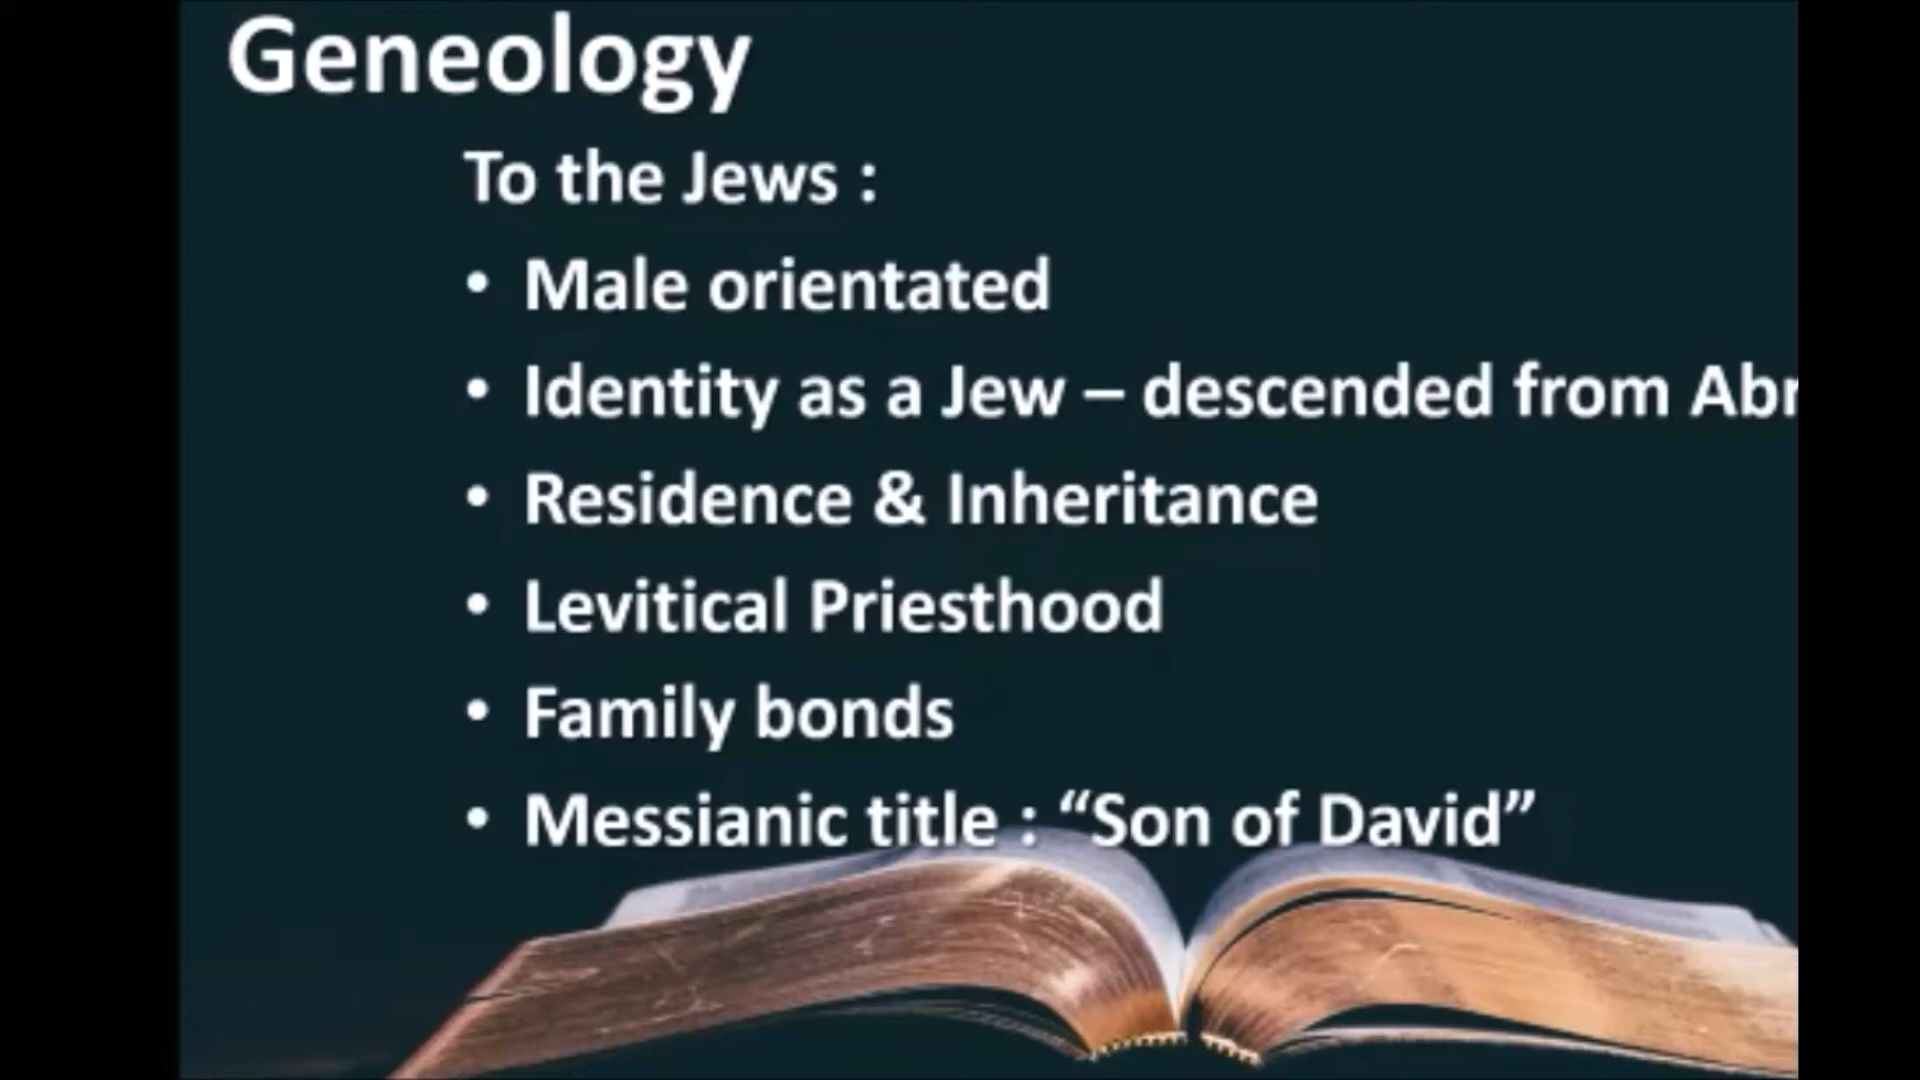 Geneology
To the Jews :
• Male orientated
• Identity as a Jew – descended from Abr
• Residence & Inheritance
• Levitical Priesthood
• Family bonds
• Messianic title : “Son of David”